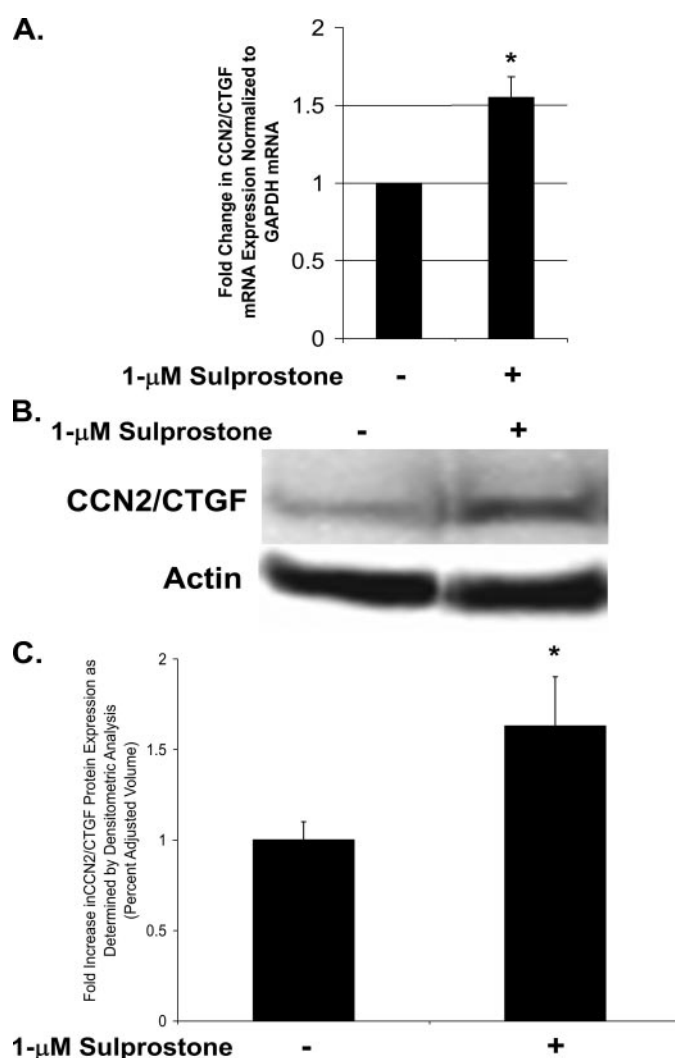 A.
Fold Change in CCN2/CTGF
mRNA Expression Normalized to
GAPDH mRNA
2
1.5
1
0.5
0
*
1-μM Sulprostone - +
B.
1-μM Sulprostone - +
CCN2/CTGF
Actin
C.
Fold Increase inCCN2/CTGF Protein Expression as
Determined by Densitometric Analysis
(Percent Adjusted Volume)
2
1.5
1
0.5
0
*
1-μM Sulprostone - +